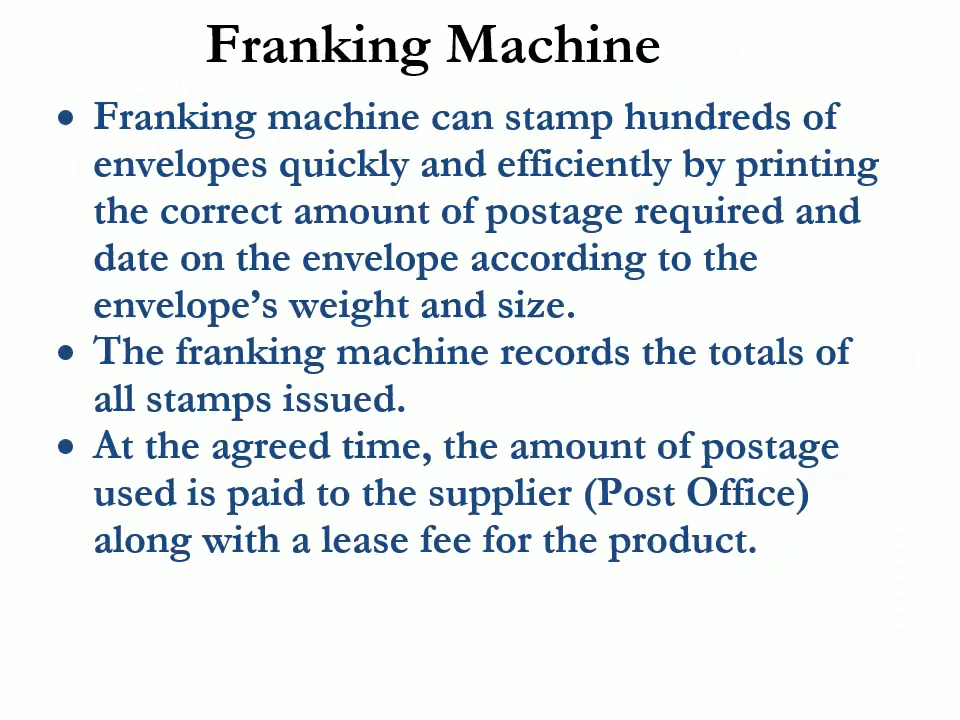 Franking Machine
• Franking machine can stamp hundreds of
envelopes quickly and efficiently by printing
the correct amount of postage required and
date on the envelope according to the
envelope’s weight and size.
• The franking machine records the totals of
all stamps issued.
• At the agreed time, the amount of postage
used is paid to the supplier (Post Office)
along with a lease fee for the product.